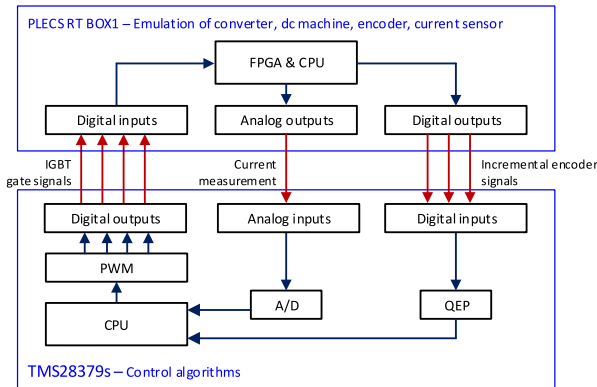 PLECS RT BOX1 – Emulation of converter, dc machine, encoder, current sensor
FPGA & CPU
Digital inputs
Analog outputs
Digital outputs
IGBT
gate signals
Current
measurement
Incremental encoder
signals
Digital outputs
Analog inputs
Digital inputs
PWM
A/D
QEP
CPU
TMS28379s – Control algorithms